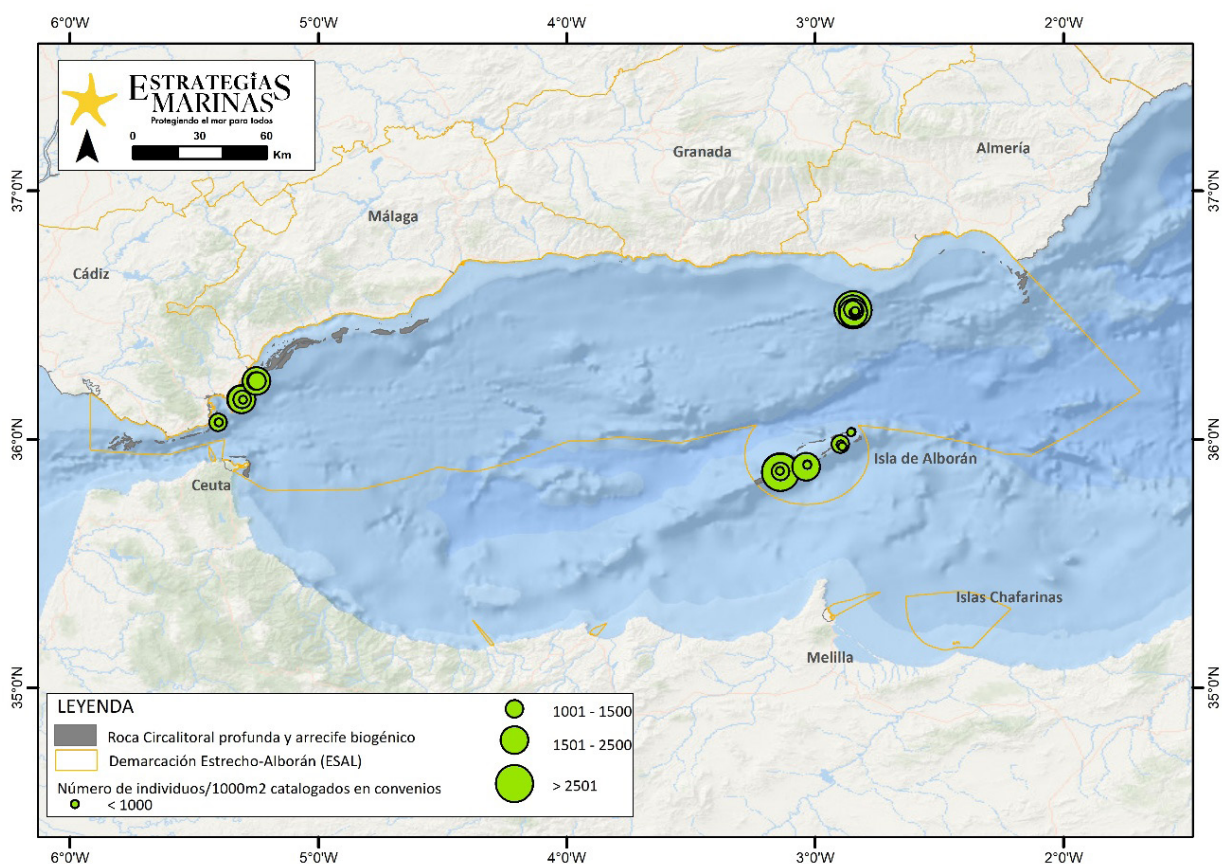 6°0'W 5°0'W 4°0'W 3°0'W 2°0'W
ESTRATEGIAS
MARINAS
Protegiendo el mar para todos
0 30 60
Km
Granada
Almería
37°0'N 37°0'N
Málaga
Cádiz
36°0'N 36°0'N
Isla de Alborán
Ceuta
Islas Chafarinas
Melilla
35°0'N 35°0'N
LEYENDA
Roca Circalitoral profunda y arrecife biogénico
Demarcación Estrecho-Alborán (ESAL)
Número de individuos/1000m2 catalogados en convenios
< 1000
1001 - 1500
1501 - 2500
> 2501
6°0'W 5°0'W 4°0'W 3°0'W 2°0'W